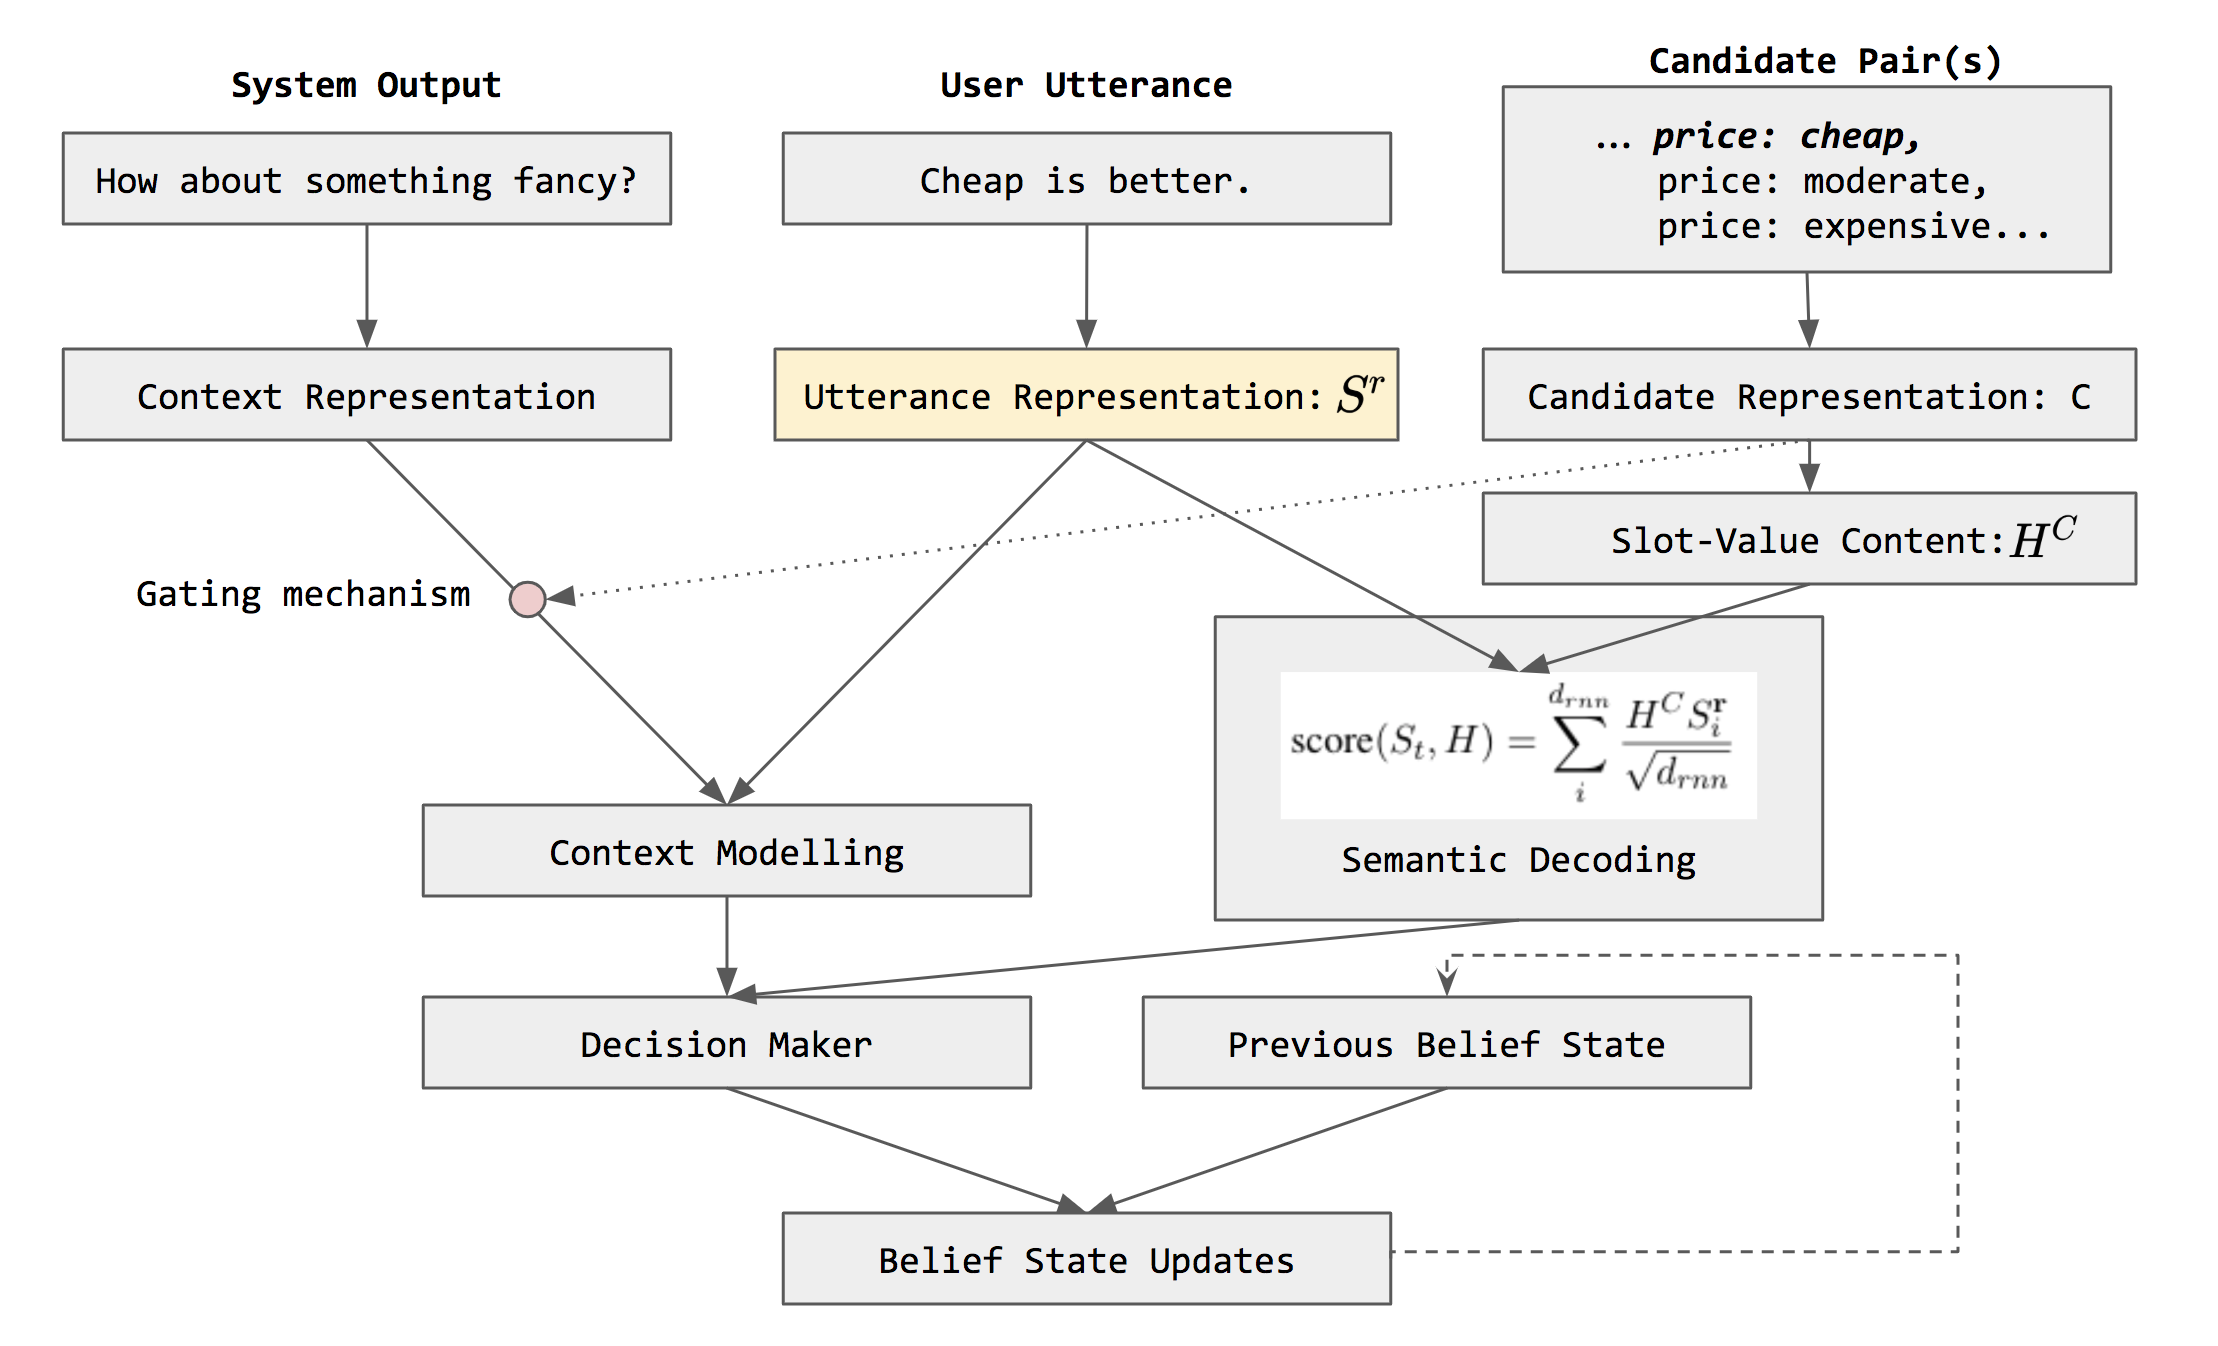 System Output
User Utterance
Candidate Pair(s)
How about something fancy?
Cheap is better.
... price: cheap,
price: moderate,
price: expensive...
Context Representation
Utterance Representation: S^r
Candidate Representation: C
Slot-Value Content: H^C
Gating mechanism
score(S_t, H) = \sum_i^{d_{rnn}} \frac{H^C S_i^r}{\sqrt{d_{rnn}}}
Context Modelling
Semantic Decoding
Decision Maker
Previous Belief State
Belief State Updates